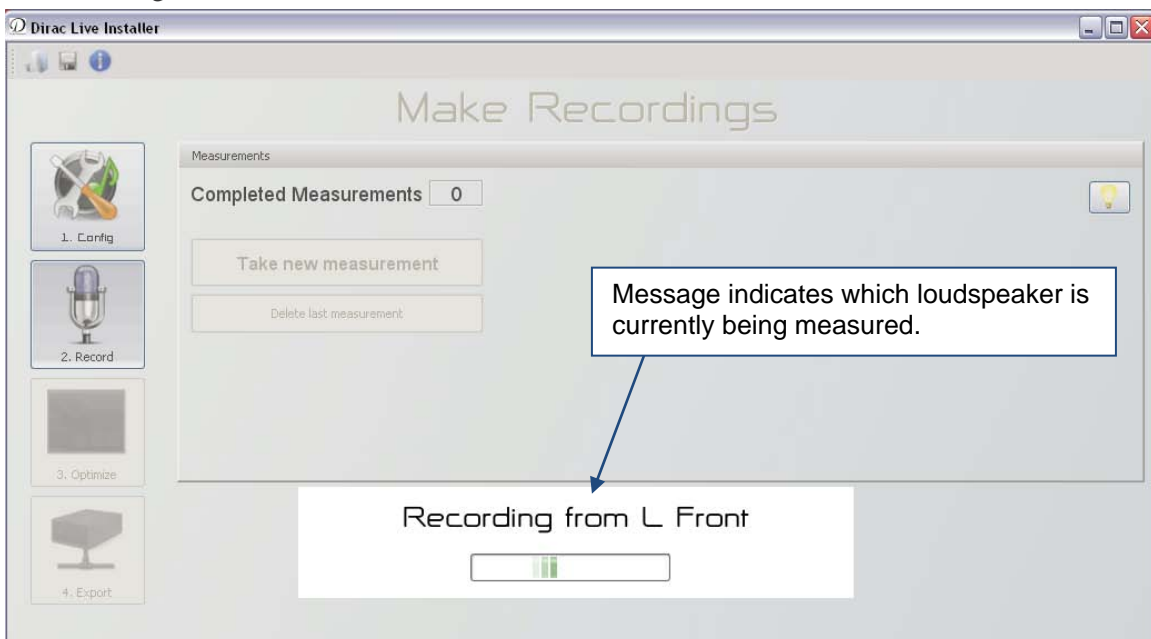 Dirac Live Installer
Make Recordings
Measurements
Completed Measurements 0
1. Config
Take new measurement
Delete last measurement
Message indicates which loudspeaker is
currently being measured.
2. Record
3. Optimize
Recording from L Front
4. Export